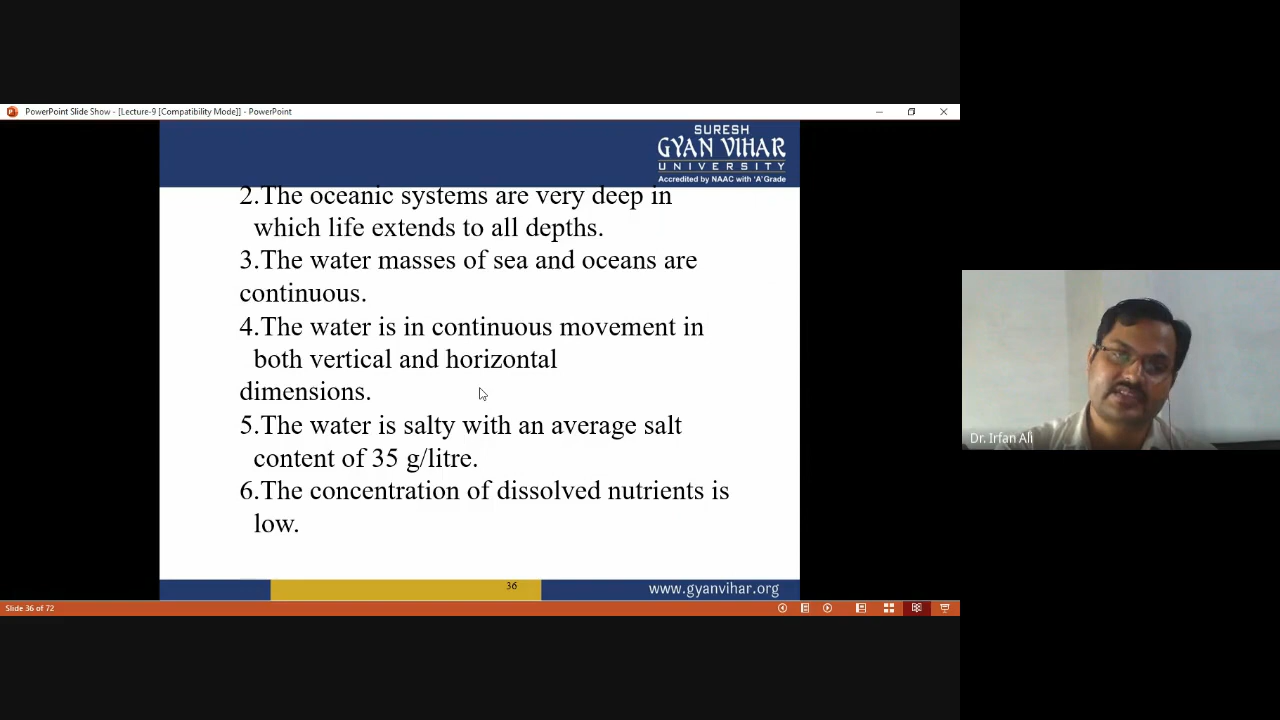 PowerPoint Slide Show - [Lecture-9 [Compatibility Mode]] - PowerPoint
SURESH
GYAN VIHAR
UNIVERSITY
Accredited by NAAC with 'A' Grade
2.The oceanic systems are very deep in
which life extends to all depths.
3.The water masses of sea and oceans are
continuous.
4.The water is in continuous movement in
both vertical and horizontal
dimensions.
5.The water is salty with an average salt
content of 35 g/litre.
6.The concentration of dissolved nutrients is
low.
36
www.gyanvihar.org
Slide 36 of 72
Dr. Irfan Ali